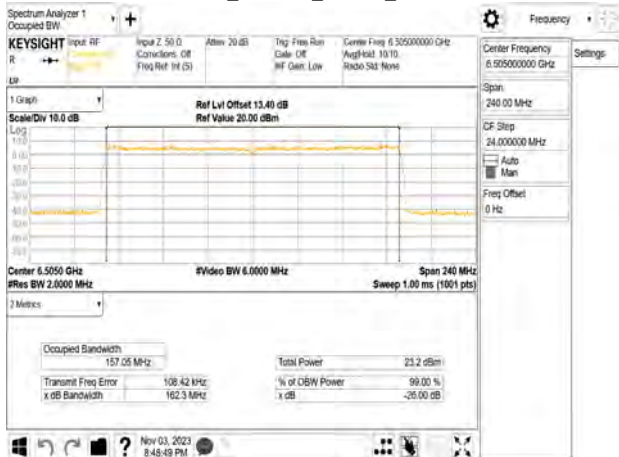 Spectrum Analyzer 1
Occupied BW
+
Frequency
KEYSIGHT
Input: RF
Input Z: 50 Ω
Atten: 20 dB
Trig: Free Run
Center Freq: 6.505000000 GHz
R
Corrections: Off
Gate: Off
Avg|Hold: 10/10
Freq Ref: Int (S)
#IF Gain: Low
Radio Std: None
Center Frequency
6.505000000 GHz
Settings
Span
240.00 MHz
CF Step
24.000000 MHz
Auto
Man
Freq Offset
0 Hz
1 Graph
Ref Lvl Offset 13.40 dB
Scale/Div 10.0 dB
Ref Value 20.00 dBm
Log
Center 6.5050 GHz
#Video BW 6.0000 MHz
Span 240 MHz
#Res BW 2.0000 MHz
Sweep 1.00 ms (1001 pts)
2 Metrics
Occupied Bandwidth
157.05 MHz
Total Power
23.2 dBm
Transmit Freq Error
108.42 kHz
% of OBW Power
99.00 %
x dB Bandwidth
162.3 MHz
x dB
-26.00 dB
?
Nov 03, 2023
8:48:49 PM